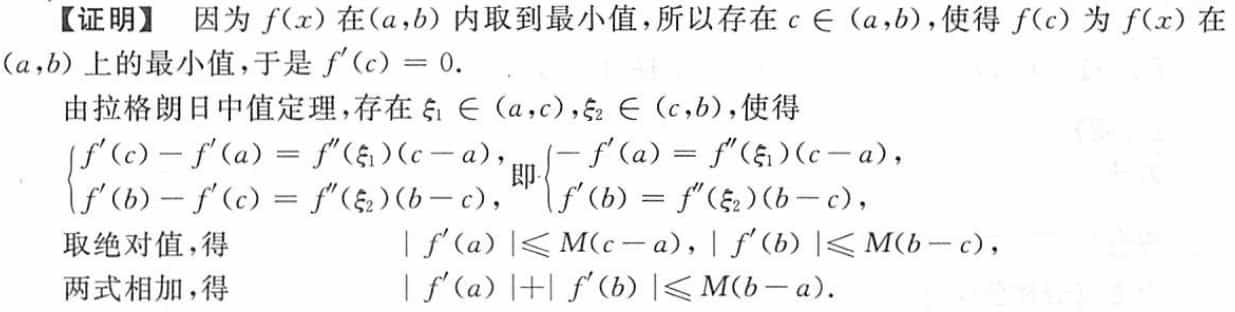 【证明】 因为 f(x) 在(a,b) 内取到最小值,所以存在 c ∈ (a,b),使得 f(c) 为 f(x) 在
(a,b) 上的最小值,于是 f′(c) = 0.
由拉格朗日中值定理,存在 ξ₁ ∈ (a,c),ξ₂ ∈ (c,b),使得
{f′(c) − f′(a) = f″(ξ₁)(c − a), 即 {− f′(a) = f″(ξ₁)(c − a),
f′(b) − f′(c) = f″(ξ₂)(b − c), f′(b) = f″(ξ₂)(b − c),
取绝对值,得 | f′(a) |≤ M(c − a), | f′(b) |≤ M(b − c),
两式相加,得 | f′(a) |+| f′(b) |≤ M(b − a).